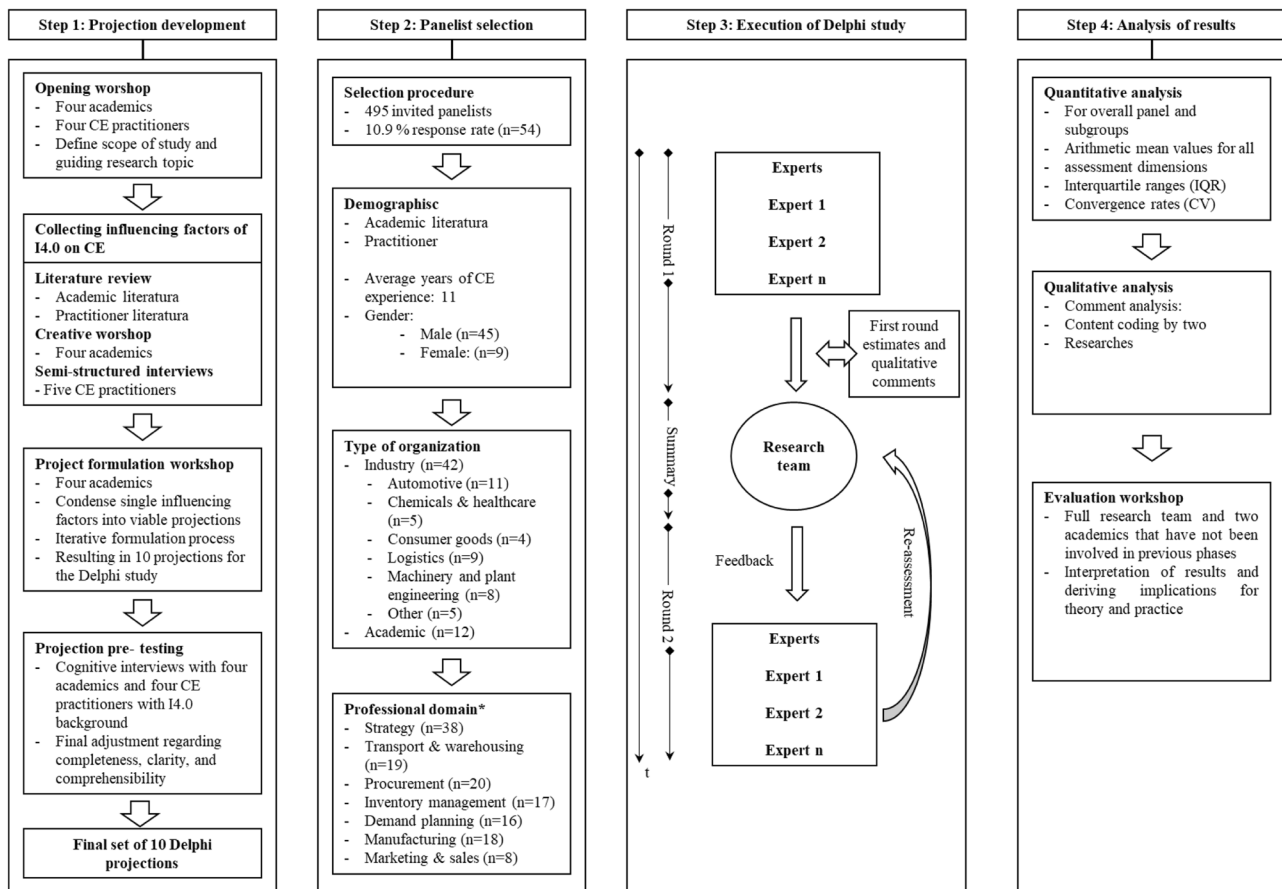 Step 1: Projection development
Opening worshop
- Four academics
- Four CE practitioners
- Define scope of study and
guiding research topic
Collecting influencing factors of
I4.0 on CE
Literature review
- Academic literatura
- Practitioner literatura
Creative worshop
- Four academics
Semi-structured interviews
- Five CE practitioners
Project formulation workshop
- Four academics
- Condense single influencing
factors into viable projections
- Iterative formulation process
- Resulting in 10 projections for
the Delphi study
Projection pre- testing
- Cognitive interviews with four
academics and four CE
practitioners with I4.0
background
- Final adjustment regarding
completeness, clarity, and
comprehensibility
Final set of 10 Delphi
projections
Step 2: Panelist selection
Selection procedure
- 495 invited panelists
- 10.9 % response rate (n=54)
Demographisc
- Academic literatura
- Practitioner
- Average years of CE
experience: 11
- Gender:
- Male (n=45)
- Female: (n=9)
Type of organization
- Industry (n=42)
- Automotive (n=11)
- Chemicals & healthcare
(n=5)
- Consumer goods (n=4)
- Logistics (n=9)
- Machinery and plant
engineering (n=8)
- Other (n=5)
- Academic (n=12)
Professional domain*
- Strategy (n=38)
- Transport & warehousing
(n=19)
- Procurement (n=20)
- Inventory management (n=17)
- Demand planning (n=16)
- Manufacturing (n=18)
- Marketing & sales (n=8)
Step 3: Execution of Delphi study
Round 1
Summary
Round 2
t
Experts
Expert 1
Expert 2
Expert n
First round
estimates and
qualitative
comments
Research
team
Feedback
Re-assessment
Experts
Expert 1
Expert 2
Expert n
Step 4: Analysis of results
Quantitative analysis
- For overall panel and
- subgroups
- Arithmetic mean values for all
- assessment dimensions
- Interquartile ranges (IQR)
- Convergence rates (CV)
Qualitative analysis
- Comment analysis:
- Content coding by two
- Researches
Evaluation workshop
- Full research team and two
academics that have not been
involved in previous phases
- Interpretation of results and
deriving implications for
theory and practice